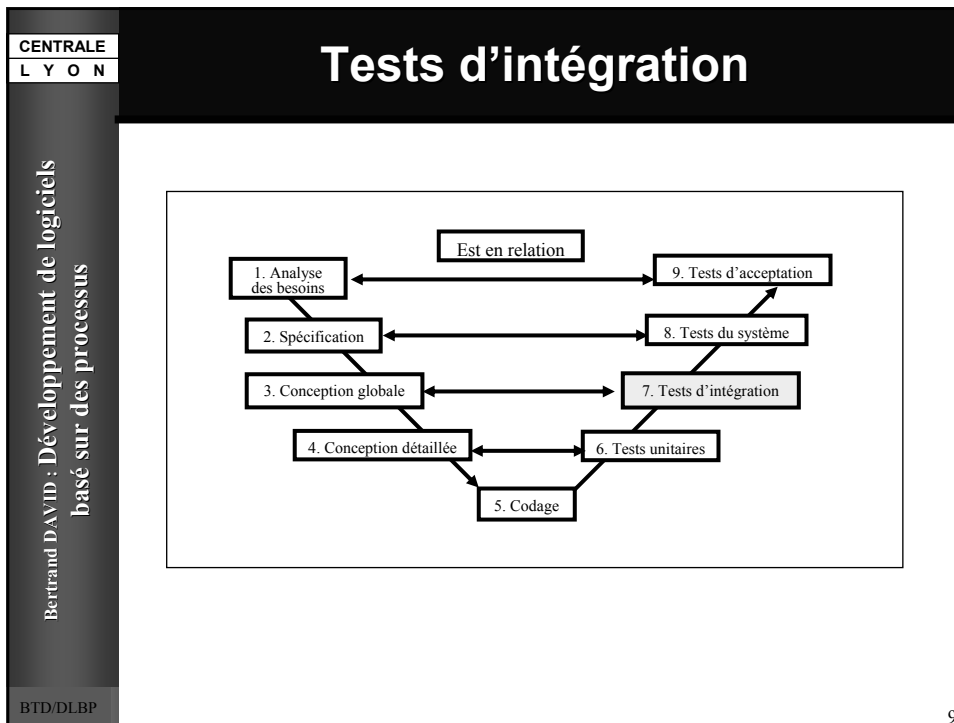 CENTRALE
L Y O N
Tests d'intégration
Bertrand DAVID : Développement de logiciels
basé sur des processus
Est en relation
1. Analyse
des besoins
9. Tests d'acceptation
2. Spécification
8. Tests du système
3. Conception globale
7. Tests d'intégration
4. Conception détaillée
6. Tests unitaires
5. Codage
BTD/DLBP
9